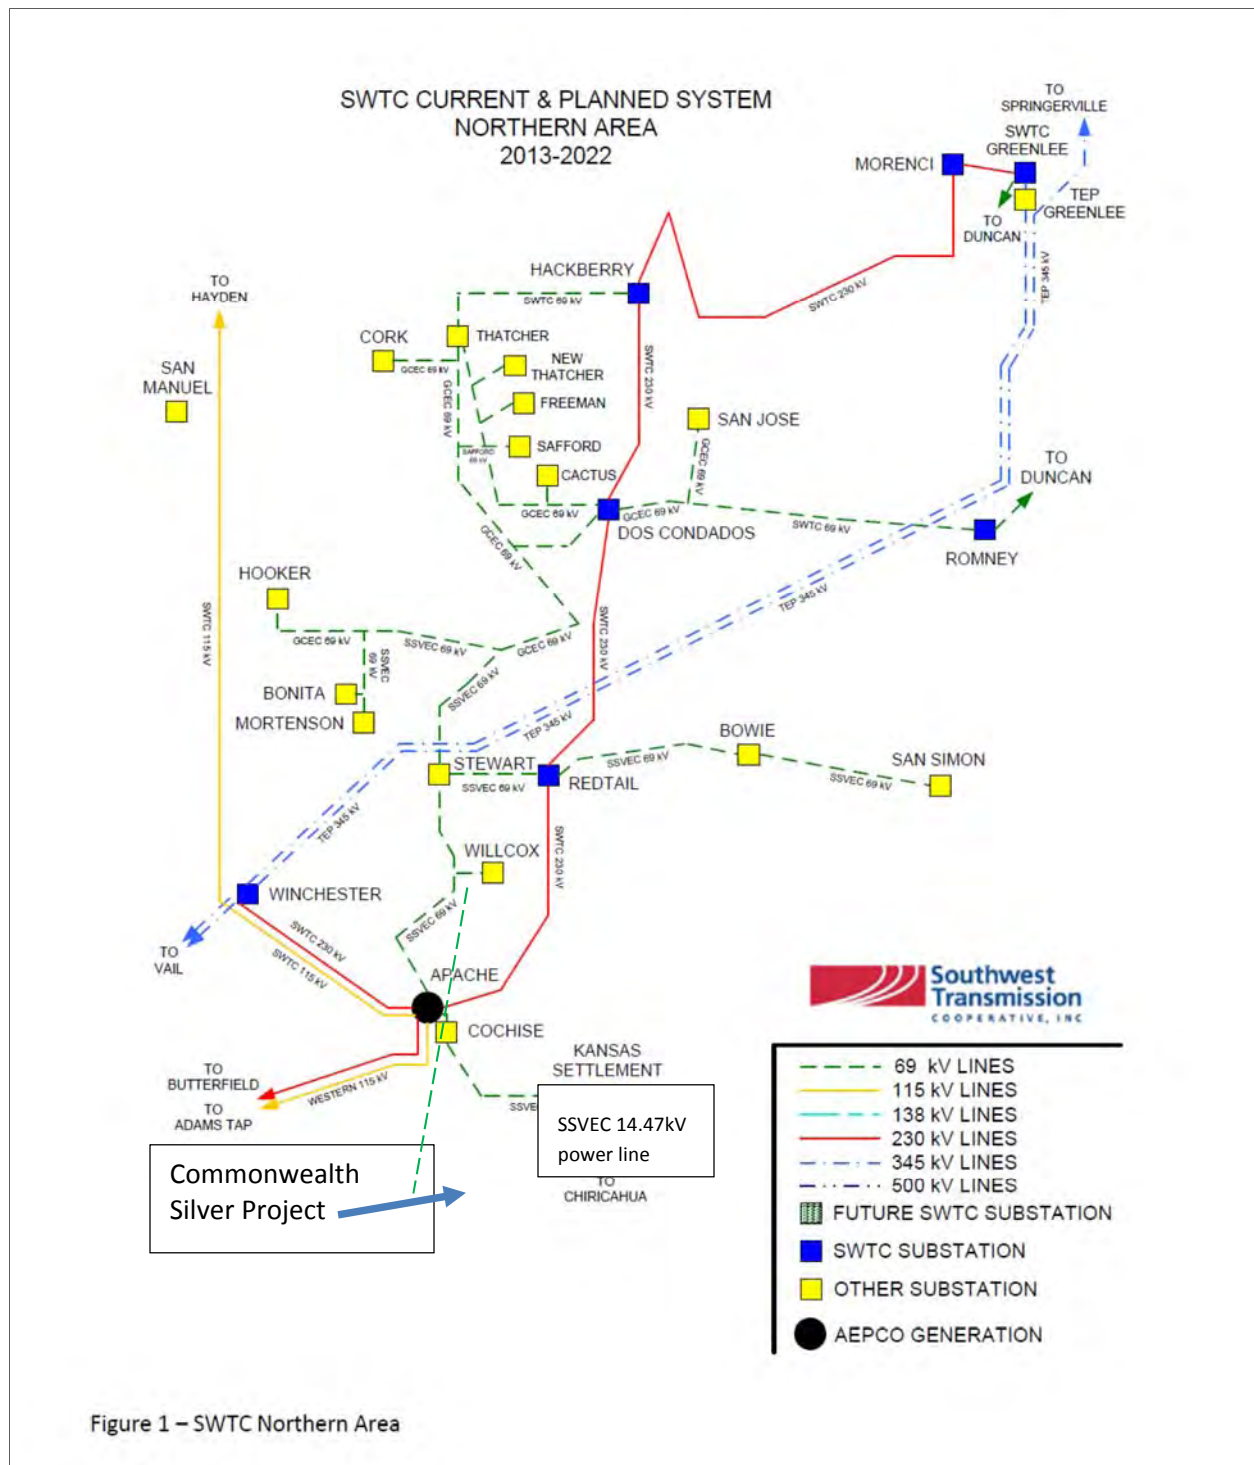 SWTC CURRENT & PLANNED SYSTEM
NORTHERN AREA
2013-2022
TO
SPRINGERVILLE
SWTC
GREENLEE
MORENCI
TEP
GREENLEE
TO
DUNCAN
TEP 345 kV
HACKBERRY
SWTC 69 kV
SWTC 230 kV
TO
HAYDEN
CORK
THATCHER
GCEC 69 kV
NEW
THATCHER
SWTC 230 kV
SAN
MANUEL
GCEC 69 kV
FREEMAN
SAN JOSE
SAFFORD
SAFFORD
69 kV
GCEC 69 kV
CACTUS
TO
DUNCAN
GCEC 69 kV
GCEC 69 kV
SWTC 69 kV
DOS CONDADOS
GCEC 69 kV
ROMNEY
HOOKER
TEP 345 kV
SWTC 115 kV
GCEC 69 kV
SSVEC 69 kV
GCEC 69 kV
SWTC 230 kV
SSVEC
69 kV
SSVEC 69 kV
BONITA
MORTENSON
TEP 345 kV
BOWIE
STEWART
SSVEC 69 kV
REDTAIL
SSVEC 69 kV
SAN SIMON
SSVEC 69 kV
TEP 345 kV
WILLCOX
SWTC 230 kV
WINCHESTER
SSVEC 69 kV
SWTC 230 kV
SWTC 115 kV
TO
VAIL
APACHE
Southwest
Transmission
COOPERATIVE, INC
COCHISE
KANSAS
SETTLEMENT
TO
BUTTERFIELD
WESTERN 115 kV
TO
ADAMS TAP
SSVEC
SSVEC 14.47kV
power line
TO
CHIRICAHUA
Commonwealth
Silver Project
69 kV LINES
115 kV LINES
138 kV LINES
230 kV LINES
345 kV LINES
500 kV LINES
FUTURE SWTC SUBSTATION
SWTC SUBSTATION
OTHER SUBSTATION
AEPCO GENERATION
Figure 1 – SWTC Northern Area